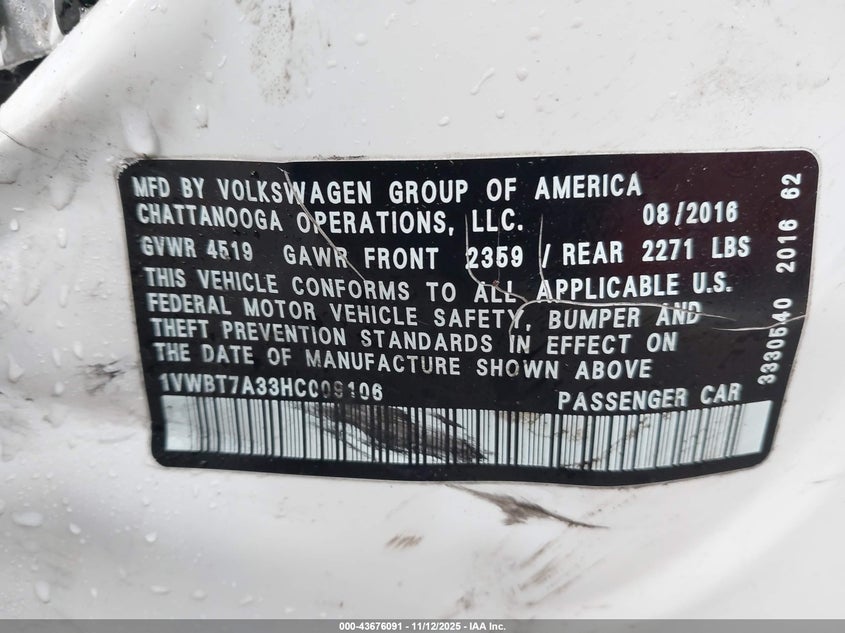 MFD BY VOLKSWAGEN GROUP OF AMERICA
CHATTANOOGA OPERATIONS, LLC. 08/2016
GVWR 4519 GAWR FRONT 2359 / REAR 2271 LBS
THIS VEHICLE CONFORMS TO ALL APPLICABLE U.S.
FEDERAL MOTOR VEHICLE SAFETY, BUMPER AND
THEFT PREVENTION STANDARDS IN EFFECT ON
THE DATE OF MANUFACTURE SHOWN ABOVE
1VWBT7A33HC009106 PASSENGER CAR
3330540 2016 62
000-43676091 - 11/12/2025 - IAA Inc.